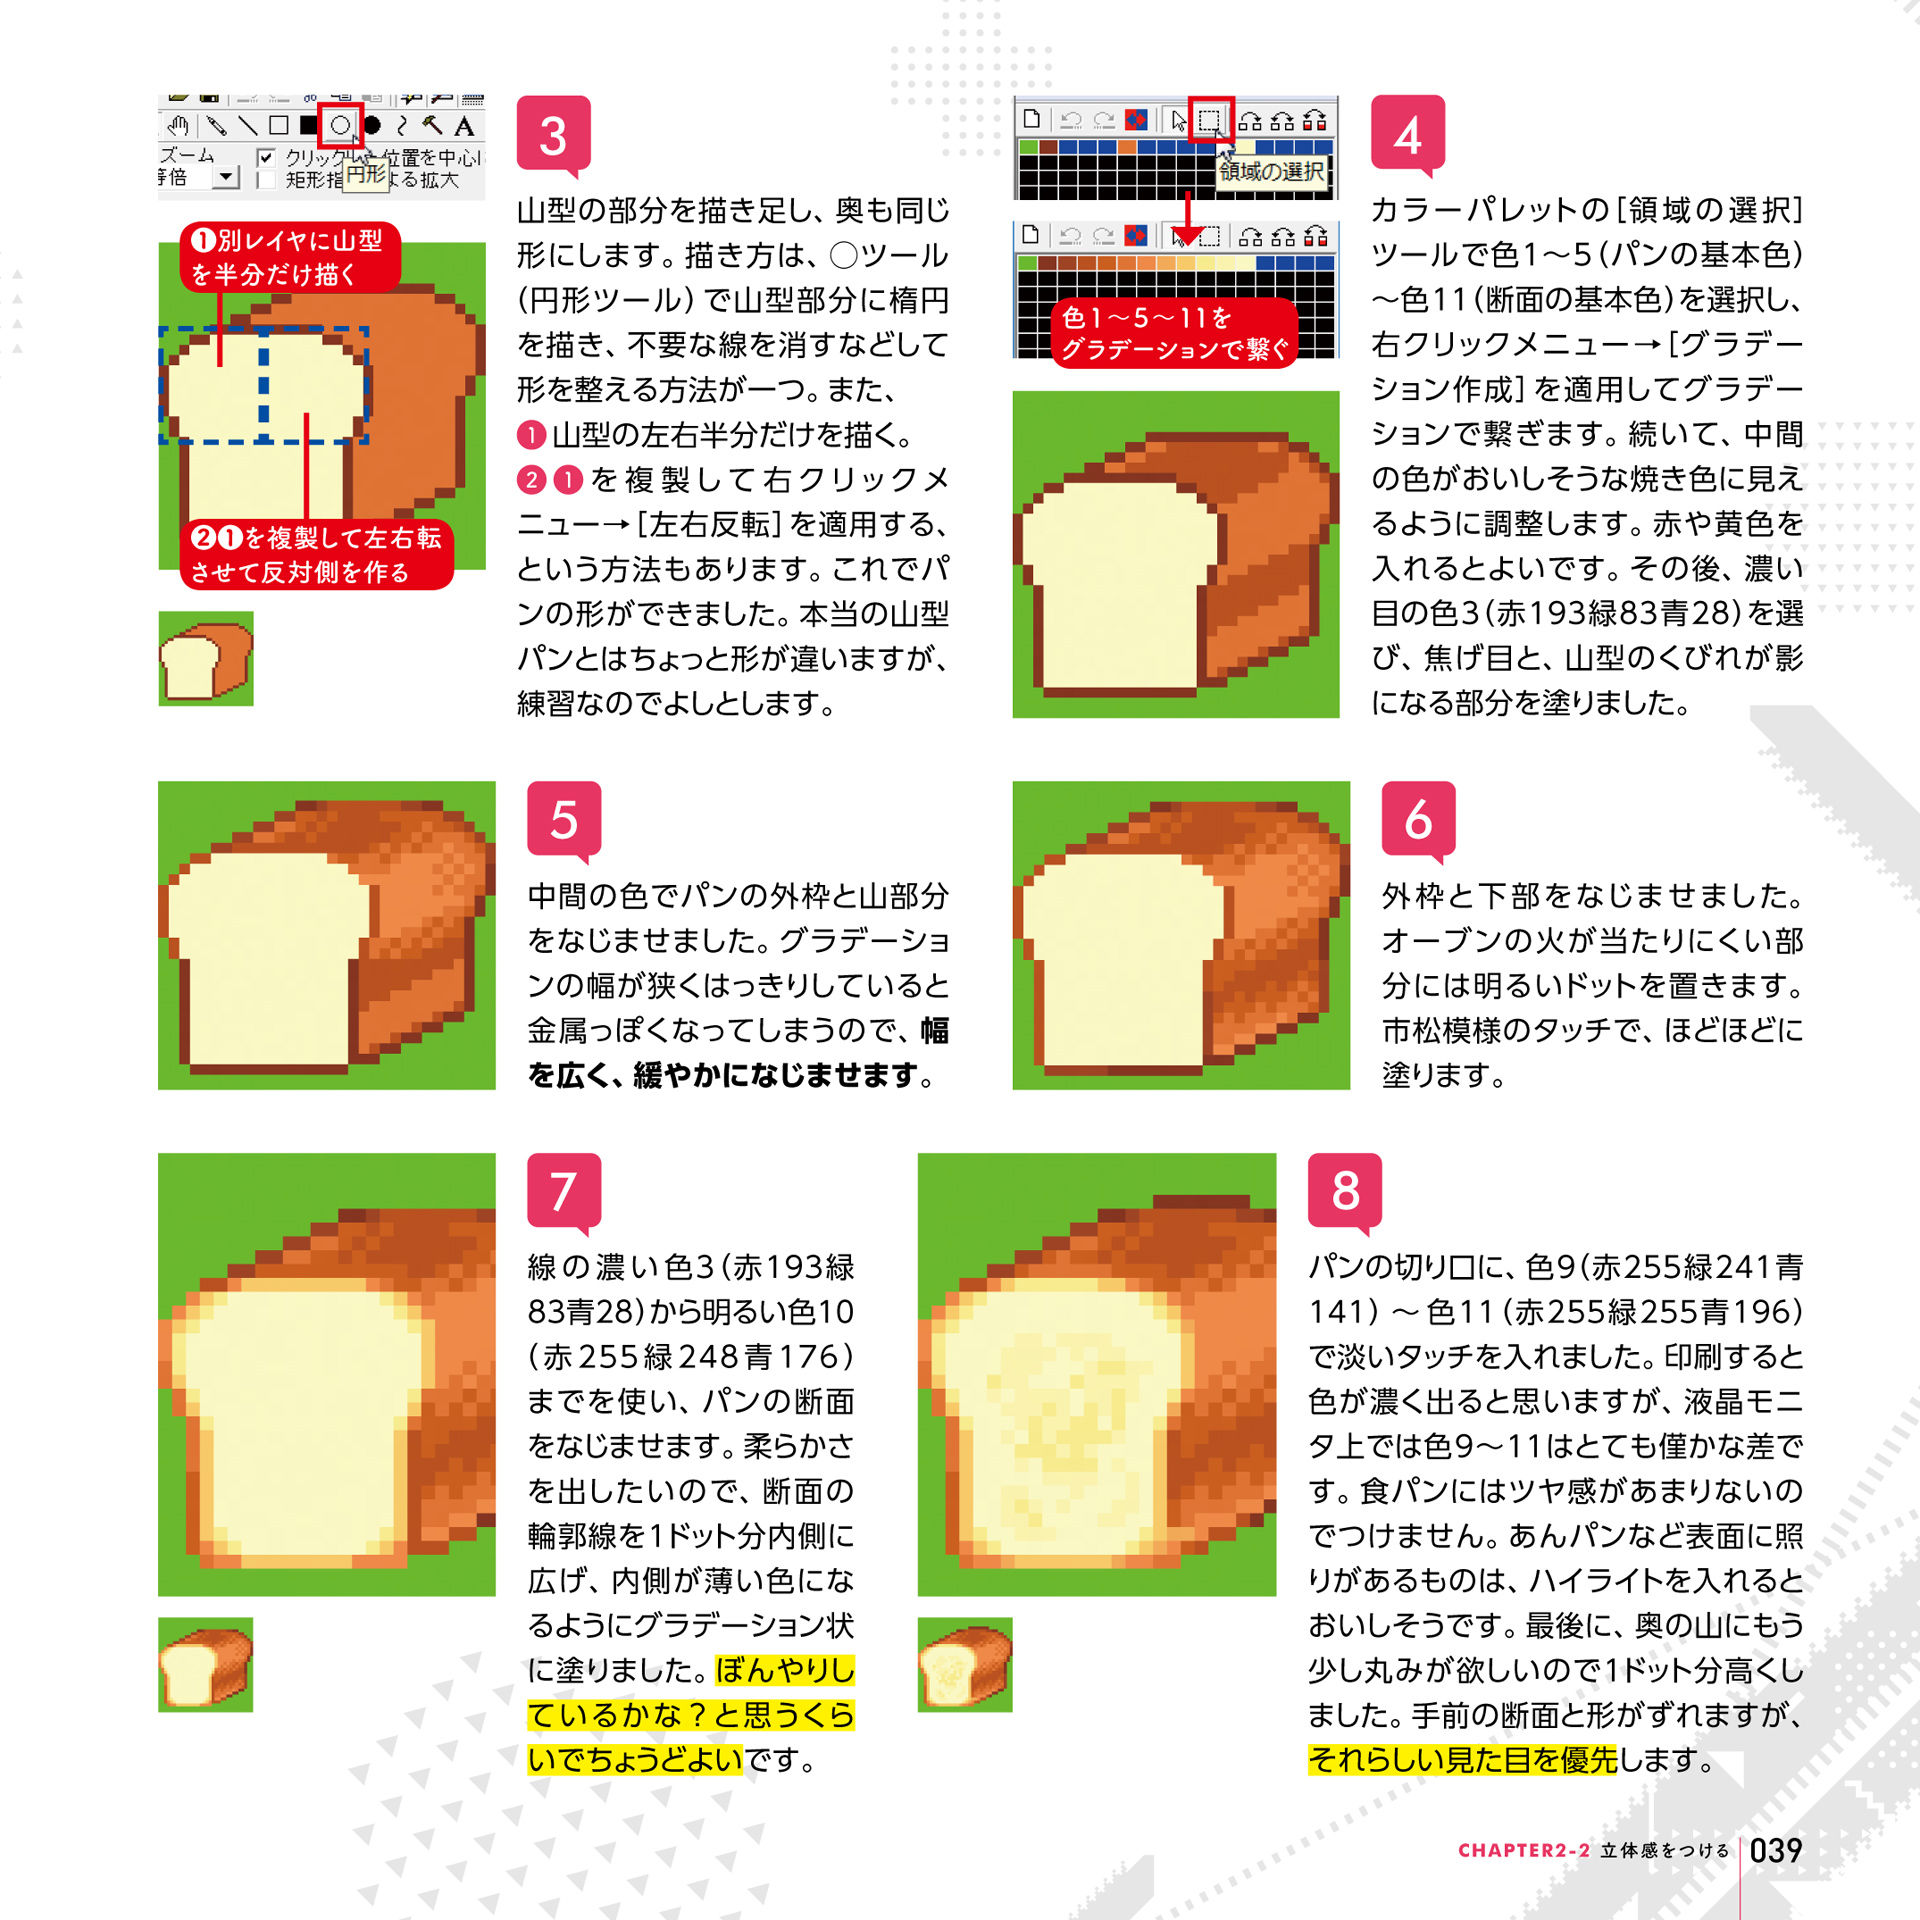 ズーム
等倍
クリックした位置を中心に
円形
❶別レイヤに山型
を半分だけ描く
❷❶を複製して左右転
させて反対側を作る
3
山型の部分を描き足し、奥も同じ
形にします。描き方は、○ツール
(円形ツール)で山型部分に楕円
を描き、不要な線を消すなどして
形を整える方法が一つ。また、
❶山型の左右半分だけを描く。
❷❶を複製して右クリックメ
ニュー→[左右反転]を適用する、
という方法もあります。これでパ
ンの形ができました。本当の山型
パンとはちょっと形が違いますが、
練習なのでよしとします。
領域の選択
色1～5～11を
グラデーションで繋ぐ
4
カラーパレットの[領域の選択]
ツールで色1～5(パンの基本色)
～色11(断面の基本色)を選択し、
右クリックメニュー→[グラデー
ション作成]を適用してグラデー
ションで繋ぎます。続いて、中間
の色がおいしそうな焼き色に見え
るように調整します。赤や黄色を
入れるとよいです。その後、濃い
目の色3(赤193緑83青28)を選
び、焦げ目と、山型のくびれが影
になる部分を塗りました。
5
中間の色でパンの外枠と山部分
をなじませました。グラデーショ
ンの幅が狭くはっきりしていると
金属っぽくなってしまうので、幅
を広く、緩やかになじませます。
6
外枠と下部をなじませました。
オーブンの火が当たりにくい部
分には明るいドットを置きます。
市松模様のタッチで、ほどほどに
塗ります。
7
線の濃い色3(赤193緑
83青28)から明るい色10
(赤255緑248青176)
までを使い、パンの断面
をなじませます。柔らかさ
を出したいので、断面の
輪郭線を1ドット分内側に
広げ、内側が薄い色にな
るようにグラデーション状
に塗りました。ぼんやりし
ているかな？と思うくら
いでちょうどよいです。
8
パンの切り口に、色9(赤255緑241青
141)～色11(赤255緑255青196)
で淡いタッチを入れました。印刷すると
色が濃く出ると思いますが、液晶モニ
タ上では色9～11はとても僅かな差で
す。食パンにはツヤ感があまりないの
でつけません。あんパンなど表面に照
りがあるものは、ハイライトを入れると
おいしそうです。最後に、奥の山にもう
少し丸みが欲しいので1ドット分高くし
ました。手前の断面と形がずれますが、
それらしい見た目を優先します。
CHAPTER2-2 立体感をつける 039